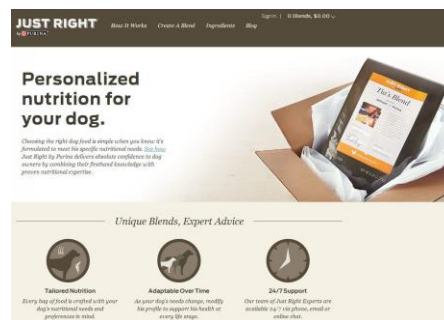 JUST RIGHT
by PURINA
How It Works Create A Blend Ingredients Blog
Sign in | 0 Blends, $0.00
Personalized
nutrition for
your dog.
Choosing the right dog food is simple when you know it's
formulated to meet his specific nutritional needs. See how
Just Right by Purina delivers absolute confidence to dog
owners by combining their firsthand knowledge with
proven nutritional expertise.
JUST RIGHT
Tia's Blend
Unique Blends, Expert Advice
Tailored Nutrition
Every bag of food is crafted with your
dog's nutritional needs and
preferences in mind.
Adaptable Over Time
As your dog's needs change, modify
his profile to support his health at
every life stage.
24/7 Support
Our team of Just Right Experts are
available 24/7 via phone, email or
online chat.